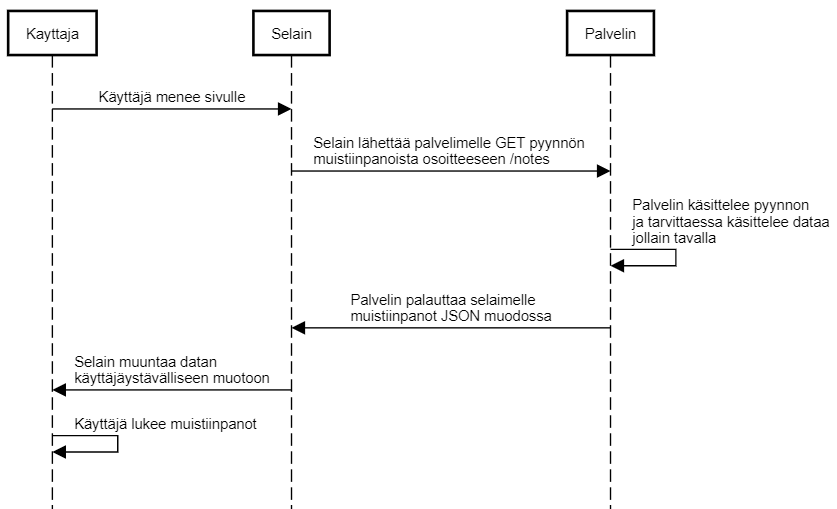 Kayttaja
Selain
Palvelin
Käyttäjä menee sivulle
Selain lähettää palvelimelle GET pyynnön
muistiinpanoista osoitteeseen /notes
Palvelin käsittelee pyynnon
ja tarvittaessa käsittelee dataa
jollain tavalla
Palvelin palauttaa selaimelle
muistiinpanot JSON muodossa
Selain muuntaa datan
käyttäjäystävälliseen muotoon
Käyttäjä lukee muistiinpanot